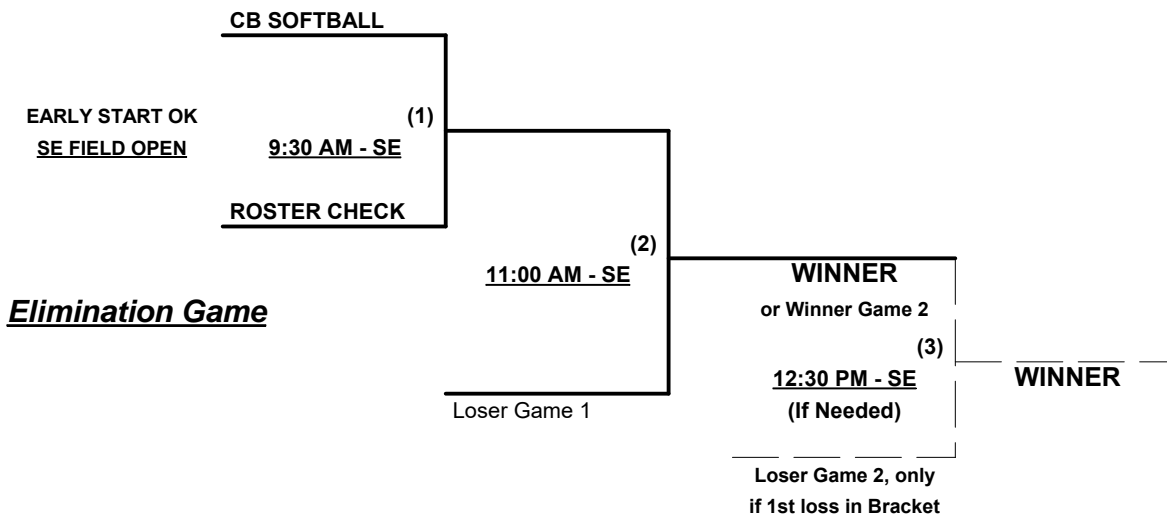 CB SOFTBALL
EARLY START OK
(1)
SE FIELD OPEN
9:30 AM - SE
ROSTER CHECK
(2)
11:00 AM - SE
WINNER
Elimination Game
or Winner Game 2
(3)
12:30 PM - SE
WINNER
Loser Game 1
(If Needed)
Loser Game 2, only
if 1st loss in Bracket